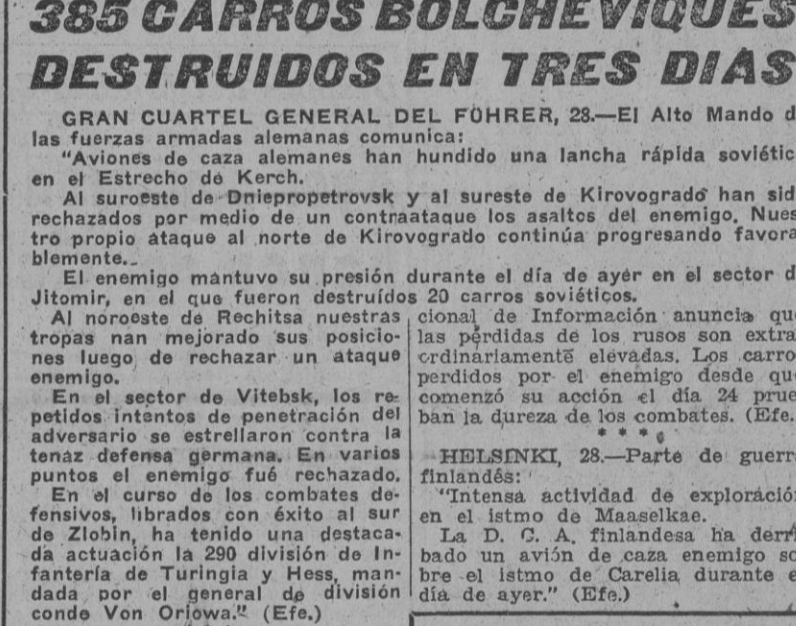 385 CARROS BOLCHEVIQUES
DESTRUIDOS EN TRES DIAS
GRAN CUARTEL GENERAL DEL FÜHRER, 28.—El Alto Mando d
las fuerzas armadas alemanas comunica:
"Aviones de caza alemanes han hundido una lancha rápida soviétic
en el Estrecho de Kerch.
Al suroeste de Dniepropetrovsk y al sureste de Kirovogrado han sid
rechazados por medio de un contraataque los asaltos del enemigo. Nues
tro propio ataque al norte de Kirovogrado continúa progresando favora
blemente.
El enemigo mantuvo su presión durante el día de ayer en el sector d
Jitomir, en el que fueron destruídos 20 carros soviéticos.
Al noroeste de Rechitsa nuestras
tropas nan mejorado sus posicio-
nes luego de rechazar un ataque
enemigo.
En el sector de Vitebsk, los re-
petidos intentos de penetración del
adversario se estrellaron contra la
tenaz defensa germana. En varios
puntos el enemigo fué rechazado.
En el curso de los combates de-
fensivos, librados con éxito al sur
de Zlobin, ha tenido una destaca-
da actuación la 290 división de In-
fantería de Turingia y Hess, man-
dada por el general de división
conde Von Oriowa." (Efe.)
cional de Información anuncia que
las pérdidas de los rusos son extra
ordinariamente elevadas. Los carro
perdidos por el enemigo desde qu
comenzó su acción el día 24 prue
ban la dureza de los combates. (Efe.
* * *
HELSINKI, 28.—Parte de guerra
finlandés:
"Intensa actividad de exploració
en el istmo de Maaselkae.
La D. C. A. finlandesa ha derri
bado un avión de caza enemigo so
bre el istmo de Carelia durante e
día de ayer." (Efe.)